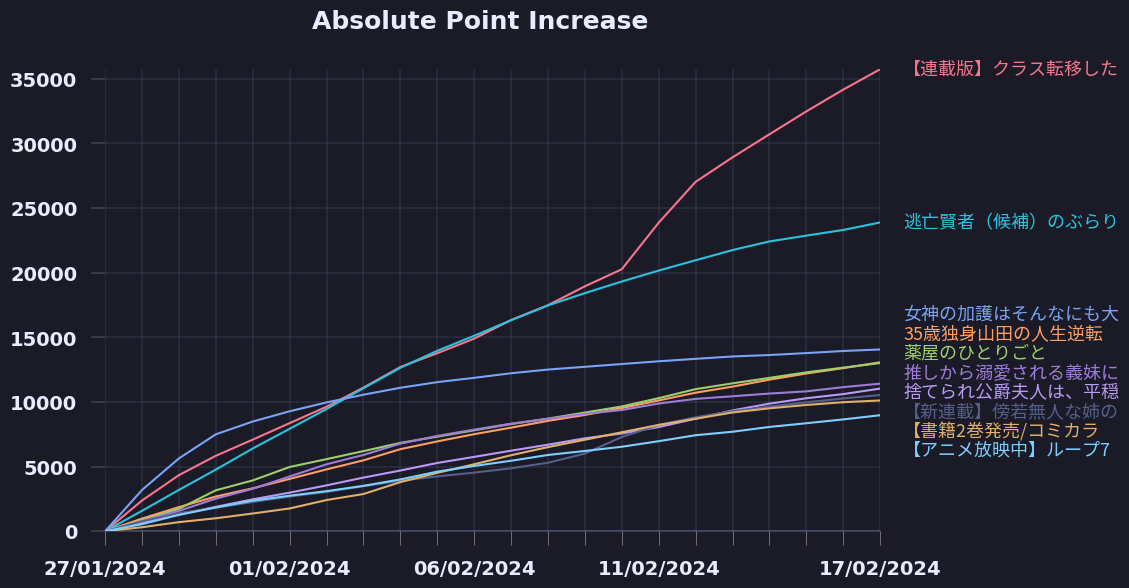 Absolute Point Increase
35000
30000
25000
20000
15000
10000
5000
0
27/01/2024
01/02/2024
06/02/2024
11/02/2024
17/02/2024
【連載版】クラス転移した
逃亡賢者（候補）のぶらり
女神の加護はそんなにも大
35歳独身山田の人生逆転
薬屋のひとりごと
推しから溺愛される義妹に
捨てられ公爵夫人は、平穏
【新連載】傍若無人な姉の
【書籍2巻発売/コミカラ
【アニメ放映中】ループ7